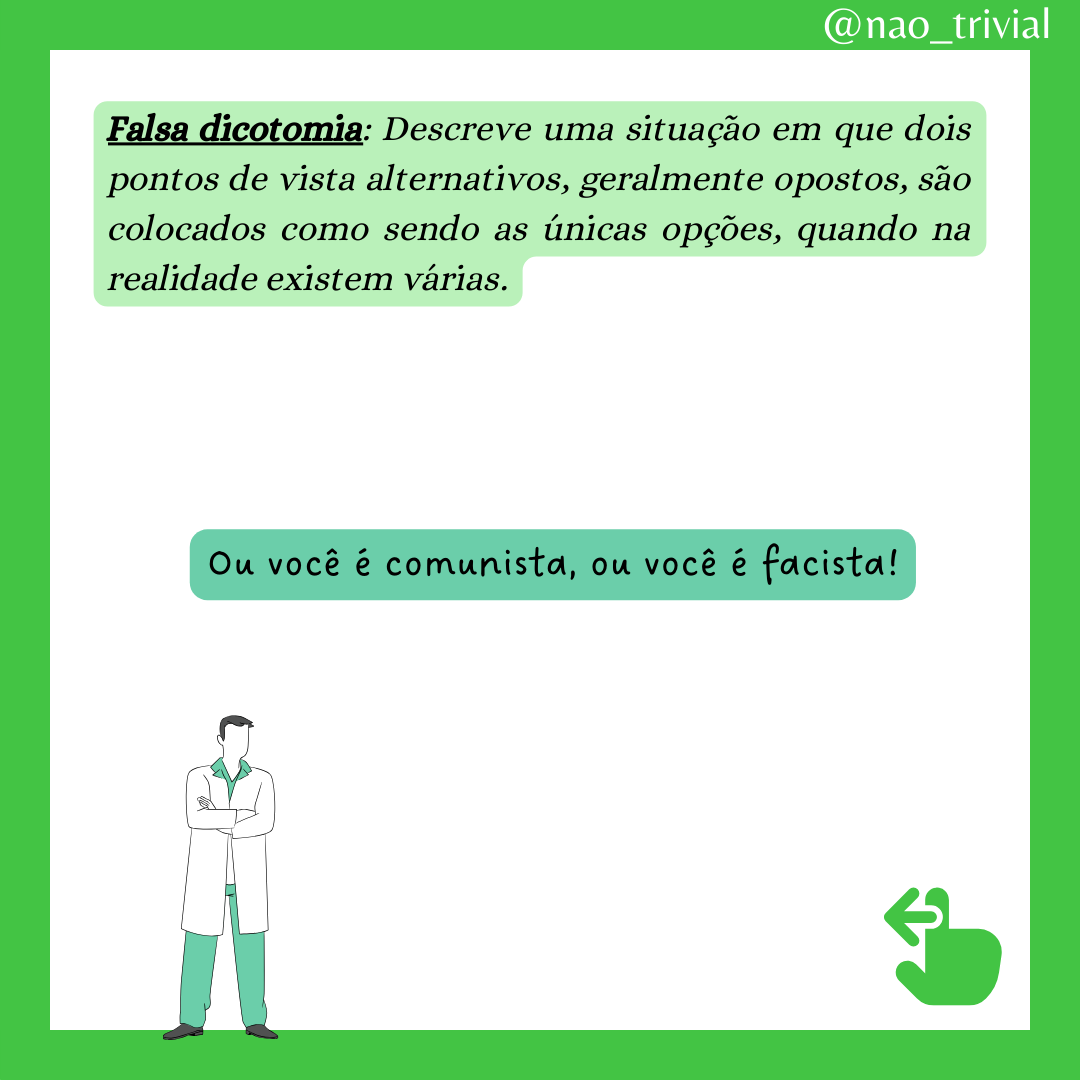 @nao_trivial
Falsa dicotomia: Descreve uma situação em que dois
pontos de vista alternativos, geralmente opostos, são
colocados como sendo as únicas opções, quando na
realidade existem várias.
Ou você é comunista, ou você é facista!